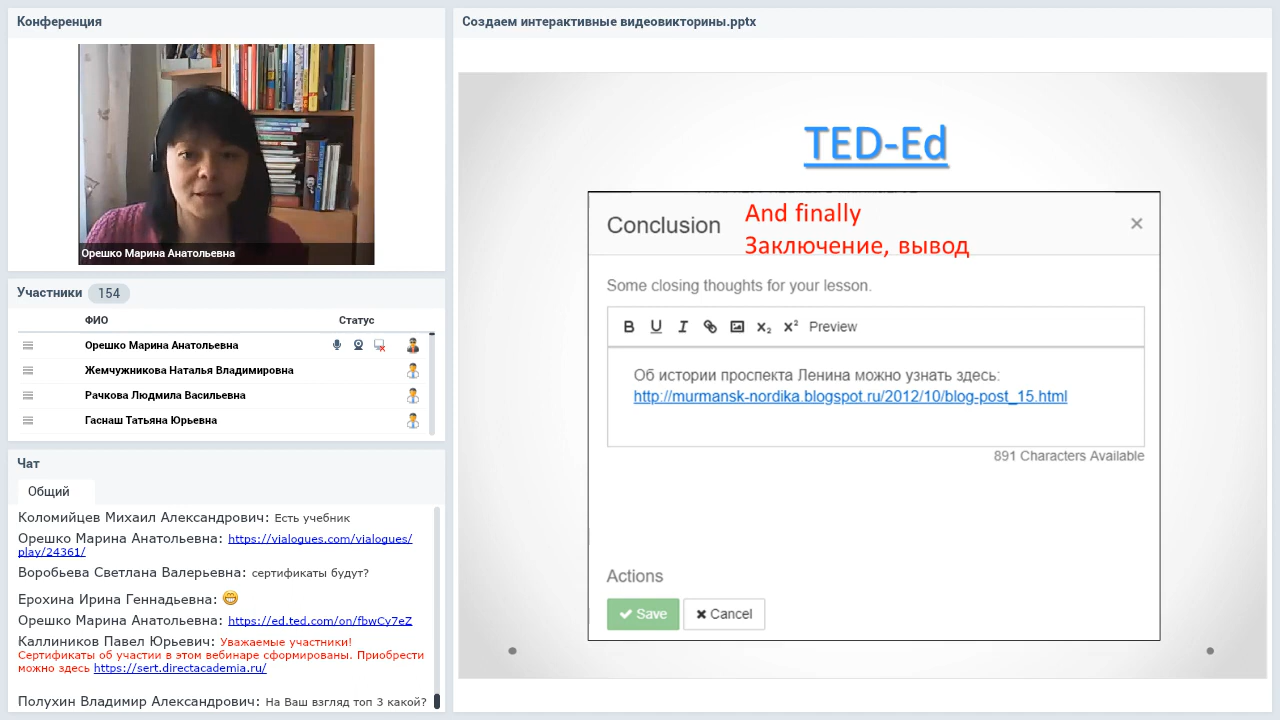 Конференция
Орешко Марина Анатольевна
Участники 154
ФИО Статус
Орешко Марина Анатольевна
Жемчужникова Наталья Владимировна
Рачкова Людмила Васильевна
Гаснаш Татьяна Юрьевна
Чат
Общий
Коломийцев Михаил Александрович: Есть учебник
Орешко Марина Анатольевна: https://vialogues.com/vialogues/
play/24361/
Воробьева Светлана Валерьевна: сертификаты будут?
Ерохина Ирина Геннадьевна:
Орешко Марина Анатольевна: https://ed.ted.com/on/fbwCy7eZ
Каллиников Павел Юрьевич: Уважаемые участники!
Сертификаты об участии в этом вебинаре сформированы. Приобрести
можно здесь https://sert.directacademia.ru/
Полухин Владимир Александрович: На Ваш взгляд топ 3 какой?
Создаем интерактивные видеовикторины.pptx
TED-Ed
Conclusion
And finally
Заключение, вывод
Some closing thoughts for your lesson.
B U I x₂ x² Preview
Об истории проспекта Ленина можно узнать здесь:
http://murmansk-nordika.blogspot.ru/2012/10/blog-post_15.html
891 Characters Available
Actions
Save Cancel